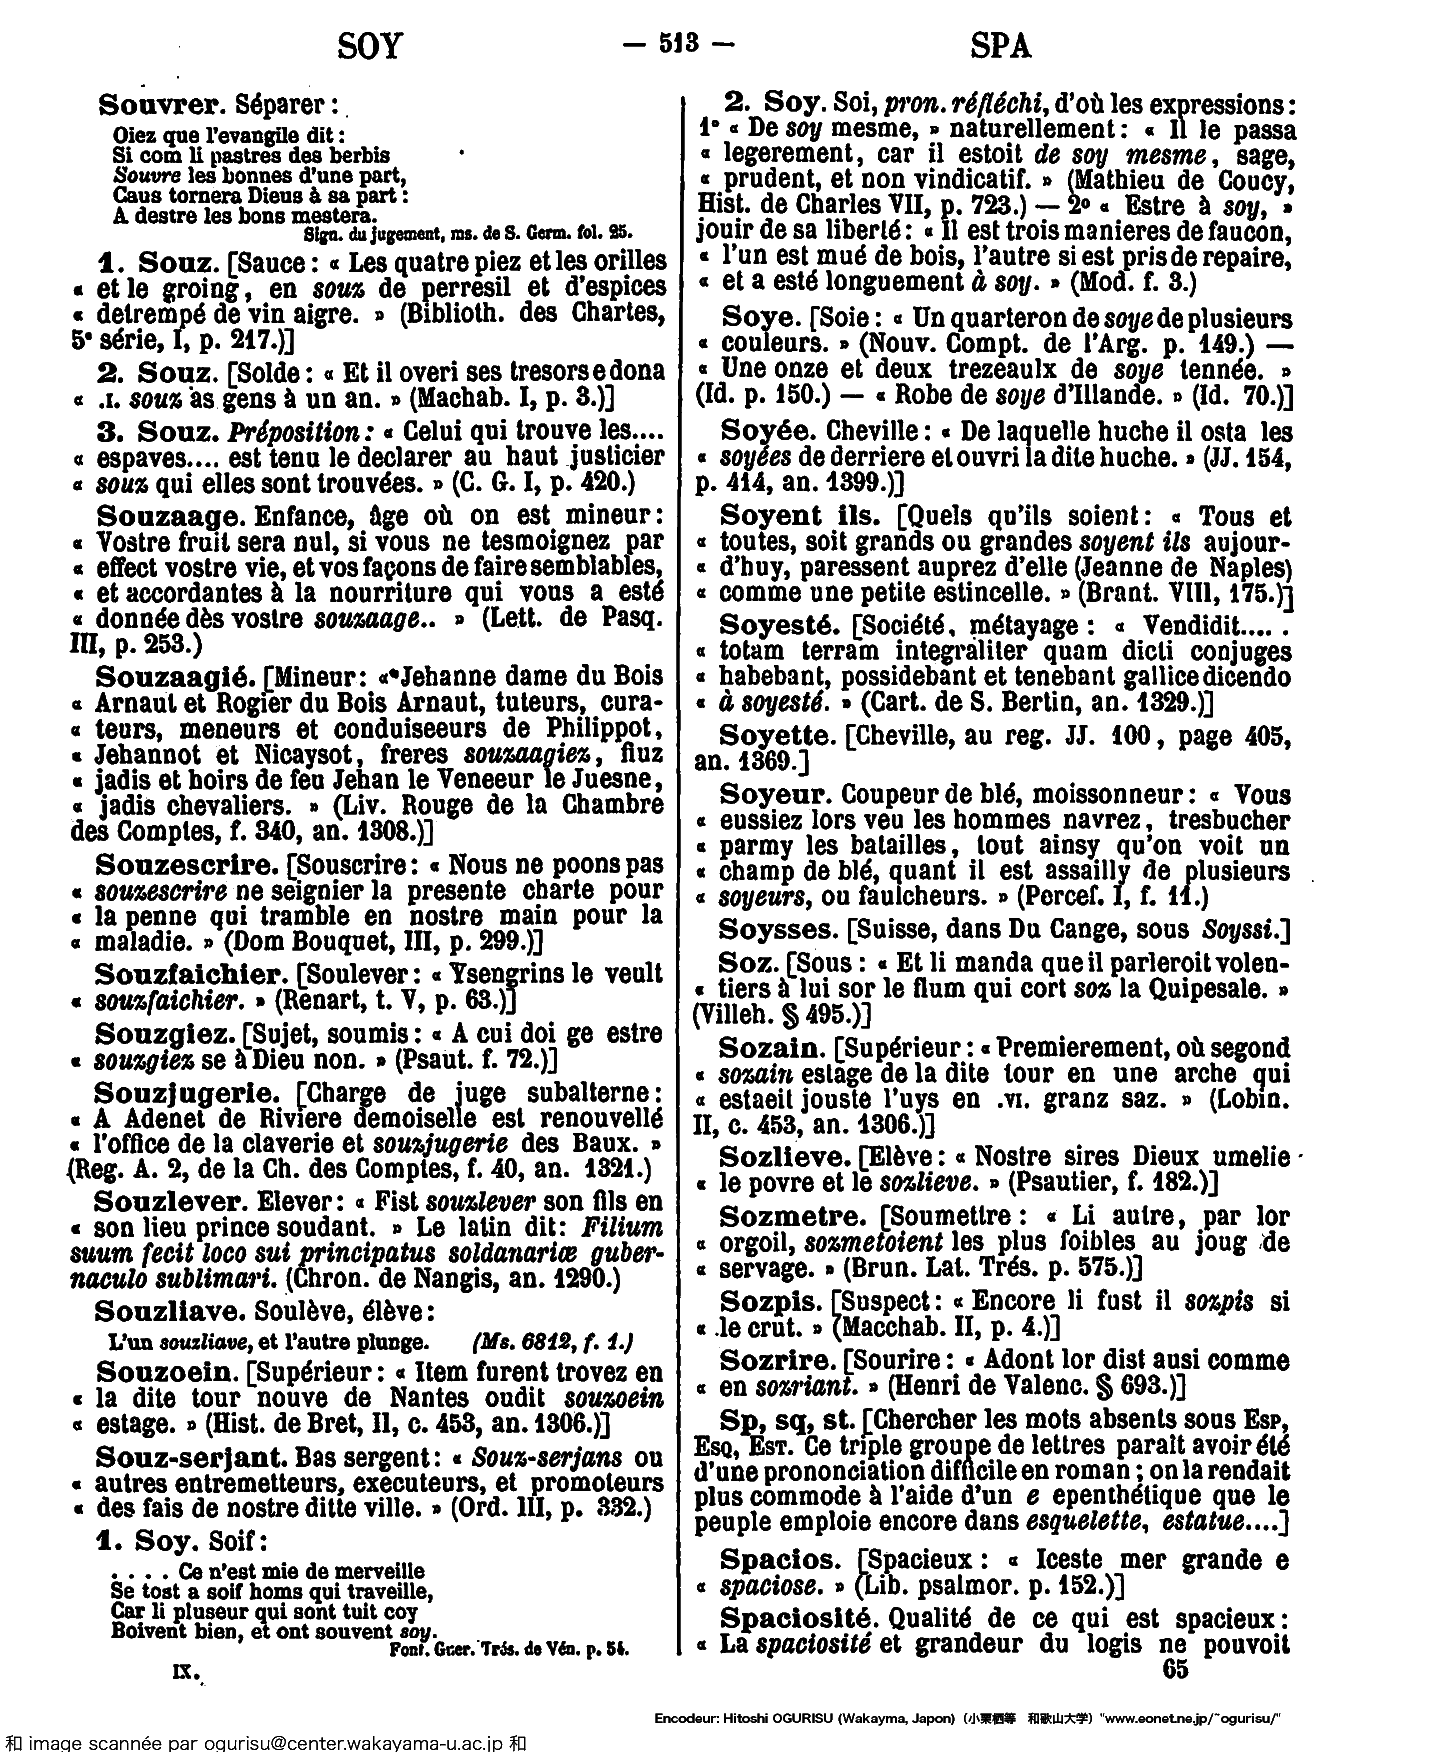 SOY — 513 — SPA
Souvrer. Séparer :
Oiez que l'evangile dit :
Si com li pastres des berbis
Souvre les bonnes d'une part,
Caus tornera Dieus à sa part :
A destre les bons mestera.
Sign. du jugement, ms. de S. Germ. fol. 25.
1. Souz. [Sauce : « Les quatre piez et les orilles
« et le groing, en souz de perresil et d'espices
« detrempé de vin aigre. » (Biblioth. des Chartes,
5e série, I, p. 217.)]
2. Souz. [Solde : « Et il overi ses tresors e dona
« .I. souz as gens à un an. » (Machab. I, p. 3.)]
3. Souz. Préposition : « Celui qui trouve les....
« espaves.... est tenu le declarer au haut justicier
« souz qui elles sont trouvées. » (C. G. I, p. 420.)
Souzaage. Enfance, âge où on est mineur :
« Vostre fruit sera nul, si vous ne tesmoignez par
« effect vostre vie, et vos façons de faire semblables,
« et accordantes à la nourriture qui vous a esté
« donnée dès vostre souzaage.. » (Lett. de Pasq.
III, p. 253.)
Souzaagié. [Mineur : « Jehanne dame du Bois
« Arnaut et Rogier du Bois Arnaut, tuteurs, cura-
« teurs, meneurs et conduiseeurs de Philippot,
« Jehannot et Nicaysot, freres souzaagiez, fiuz
« jadis et hoirs de feu Jehan le Veneeur le Juesne,
« jadis chevaliers. » (Liv. Rouge de la Chambre
des Comptes, f. 340, an. 1308.)]
Souzescrire. [Souscrire : « Nous ne poons pas
« souzescrire ne seignier la presente charte pour
« la penne qui tramble en nostre main pour la
« maladie. » (Dom Bouquet, III, p. 299.)]
Souzfaichier. [Soulever : « Ysengrins le veult
« souzfaichier. » (Renart, t. V, p. 63.)]
Souzgiez. [Sujet, soumis : « A cui doi ge estre
« souzgiez se à Dieu non. » (Psaut. f. 72.)]
Souzjugerie. [Charge de juge subalterne :
« A Adenet de Riviere demoiselle est renouvellé
« l'office de la claverie et souzjugerie des Baux. »
(Reg. A. 2, de la Ch. des Comptes, f. 40, an. 1321.)
Souzlever. Elever : « Fist souzlever son fils en
« son lieu prince soudant. » Le latin dit : Filium
suum fecit loco sui principatus soldanariæ guber-
naculo sublimari. (Chron. de Nangis, an. 1290.)
Souzliave. Soulève, élève :
L'un souzliave, et l'autre plunge. (Ms. 6812, f. 1.)
Souzoein. [Supérieur : « Item furent trovez en
« la dite tour nouve de Nantes oudit souzoein
« estage. » (Hist. de Bret, II, c. 453, an. 1306.)]
Souz-serjant. Bas sergent : « Souz-serjans ou
« autres entremetteurs, executeurs, et promoteurs
« des fais de nostre ditte ville. » (Ord. III, p. 332.)
1. Soy. Soif :
. . . . Ce n'est mie de merveille
Se tost a soif homs qui traveille,
Car li pluseur qui sont tuit coy
Boivent bien, et ont souvent soy.
Font. Guer. Trés. de Vén. p. 54.
IX.
2. Soy. Soi, pron. réfléchi, d'où les expressions :
1° « De soy mesme, » naturellement : « Il le passa
« legerement, car il estoit de soy mesme, sage,
« prudent, et non vindicatif. » (Mathieu de Coucy,
Hist. de Charles VII, p. 723.) — 2° « Estre à soy, »
jouir de sa liberté : « Il est trois manieres de faucon,
« l'un est mué de bois, l'autre si est pris de repaire,
« et a esté longuement à soy. » (Mod. f. 3.)
Soye. [Soie : « Un quarteron de soye de plusieurs
« couleurs. » (Nouv. Compt. de l'Arg. p. 149.) —
« Une onze et deux trezeaulx de soye tennée. »
(Id. p. 150.) — « Robe de soye d'Illande. » (Id. 70.)]
Soyée. Cheville : « De laquelle huche il osta les
« soyées de derriere et ouvri la dite huche. » (JJ. 154,
p. 414, an. 1399.)]
Soyent ils. [Quels qu'ils soient : « Tous et
« toutes, soit grands ou grandes soyent ils aujour-
« d'huy, paressent auprez d'elle (Jeanne de Naples)
« comme une petite estincelle. » (Brant. VIII, 175.)]
Soyesté. [Société, métayage : « Vendidit.... .
« totam terram integraliter quam dicti conjuges
« habebant, possidebant et tenebant gallice dicendo
« à soyesté. » (Cart. de S. Bertin, an. 1329.)]
Soyette. [Cheville, au reg. JJ. 100, page 405,
an. 1369.]
Soyeur. Coupeur de blé, moissonneur : « Vous
« eussiez lors veu les hommes navrez, tresbucher
« parmy les batailles, tout ainsy qu'on voit un
« champ de blé, quant il est assailly de plusieurs
« soyeurs, ou faulcheurs. » (Percef. I, f. 11.)
Soysses. [Suisse, dans Du Cange, sous Soyssi.]
Soz. [Sous : « Et li manda que il parleroit volen-
« tiers à lui sor le flum qui cort soz la Quipesale. »
(Villeh. § 495.)]
Sozain. [Supérieur : « Premierement, où segond
« sozain estage de la dite tour en une arche qui
« estaeit jouste l'uys en .VI. granz saz. » (Lobin.
II, c. 453, an. 1306.)]
Sozlieve. [Elève : « Nostre sires Dieux umelie
« le povre et le sozlieve. » (Psautier, f. 182.)]
Sozmetre. [Soumettre : « Li autre, par lor
« orgoil, sozmetoient les plus foibles au joug de
« servage. » (Brun. Lat. Trés. p. 575.)]
Sozpis. [Suspect : « Encore li fust il sozpis si
« le crut. » (Macchab. II, p. 4.)]
Sozrire. [Sourire : « Adont lor dist ausi comme
« en sozriant. » (Henri de Valenc. § 693.)]
Sp, sq, st. [Chercher les mots absents sous ESP,
ESQ, EST. Ce triple groupe de lettres parait avoir été
d'une prononciation difficile en roman ; on la rendait
plus commode à l'aide d'un e epenthétique que le
peuple emploie encore dans esquelette, estatue....]
Spacios. [Spacieux : « Iceste mer grande e
« spaciose. » (Lib. psalmor. p. 152.)]
Spaciosité. Qualité de ce qui est spacieux :
« La spaciosité et grandeur du logis ne pouvoit
65
Encodeur: Hitoshi OGURISU (Wakayma, Japon) (小栗栖等 和歌山大学) "www.eonet.ne.jp/~ogurisu/"
和 image scannée par ogurisu@center.wakayama-u.ac.jp 和